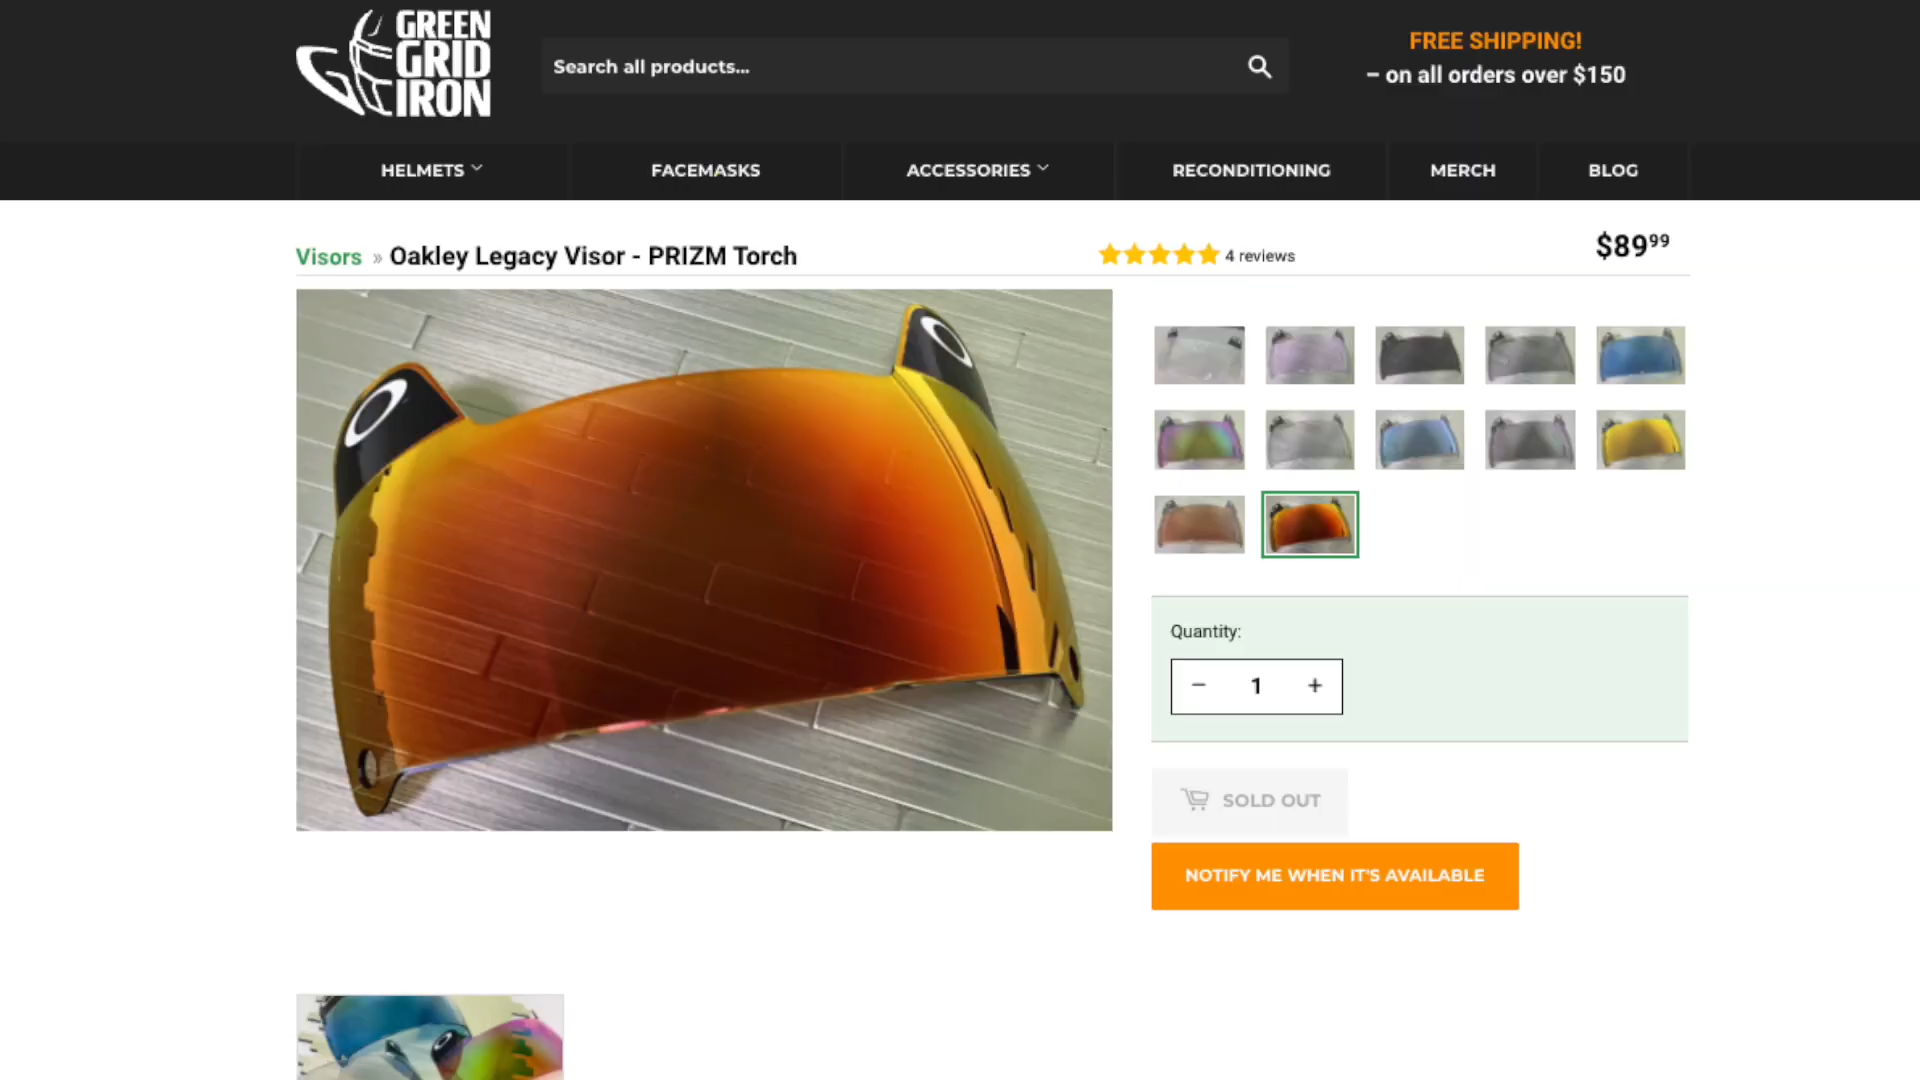 GREEN
GRID
IRON
Search all products...
FREE SHIPPING!
– on all orders over $150
HELMETS
FACEMASKS
ACCESSORIES
RECONDITIONING
MERCH
BLOG
Visors » Oakley Legacy Visor - PRIZM Torch
4 reviews
$8999
Quantity:
− 1 +
SOLD OUT
NOTIFY ME WHEN IT'S AVAILABLE